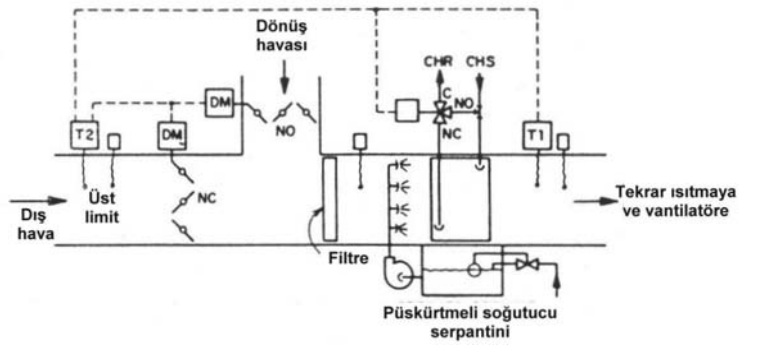 Dönüş
havası
CHR
CHS
C
NO
NC
DM
NO
T2
DM
T1
Üst
limit
NC
Dış
hava
Filtre
Tekrar ısıtmaya
ve vantilatöre
Püskürtmeli soğutucu
serpantini